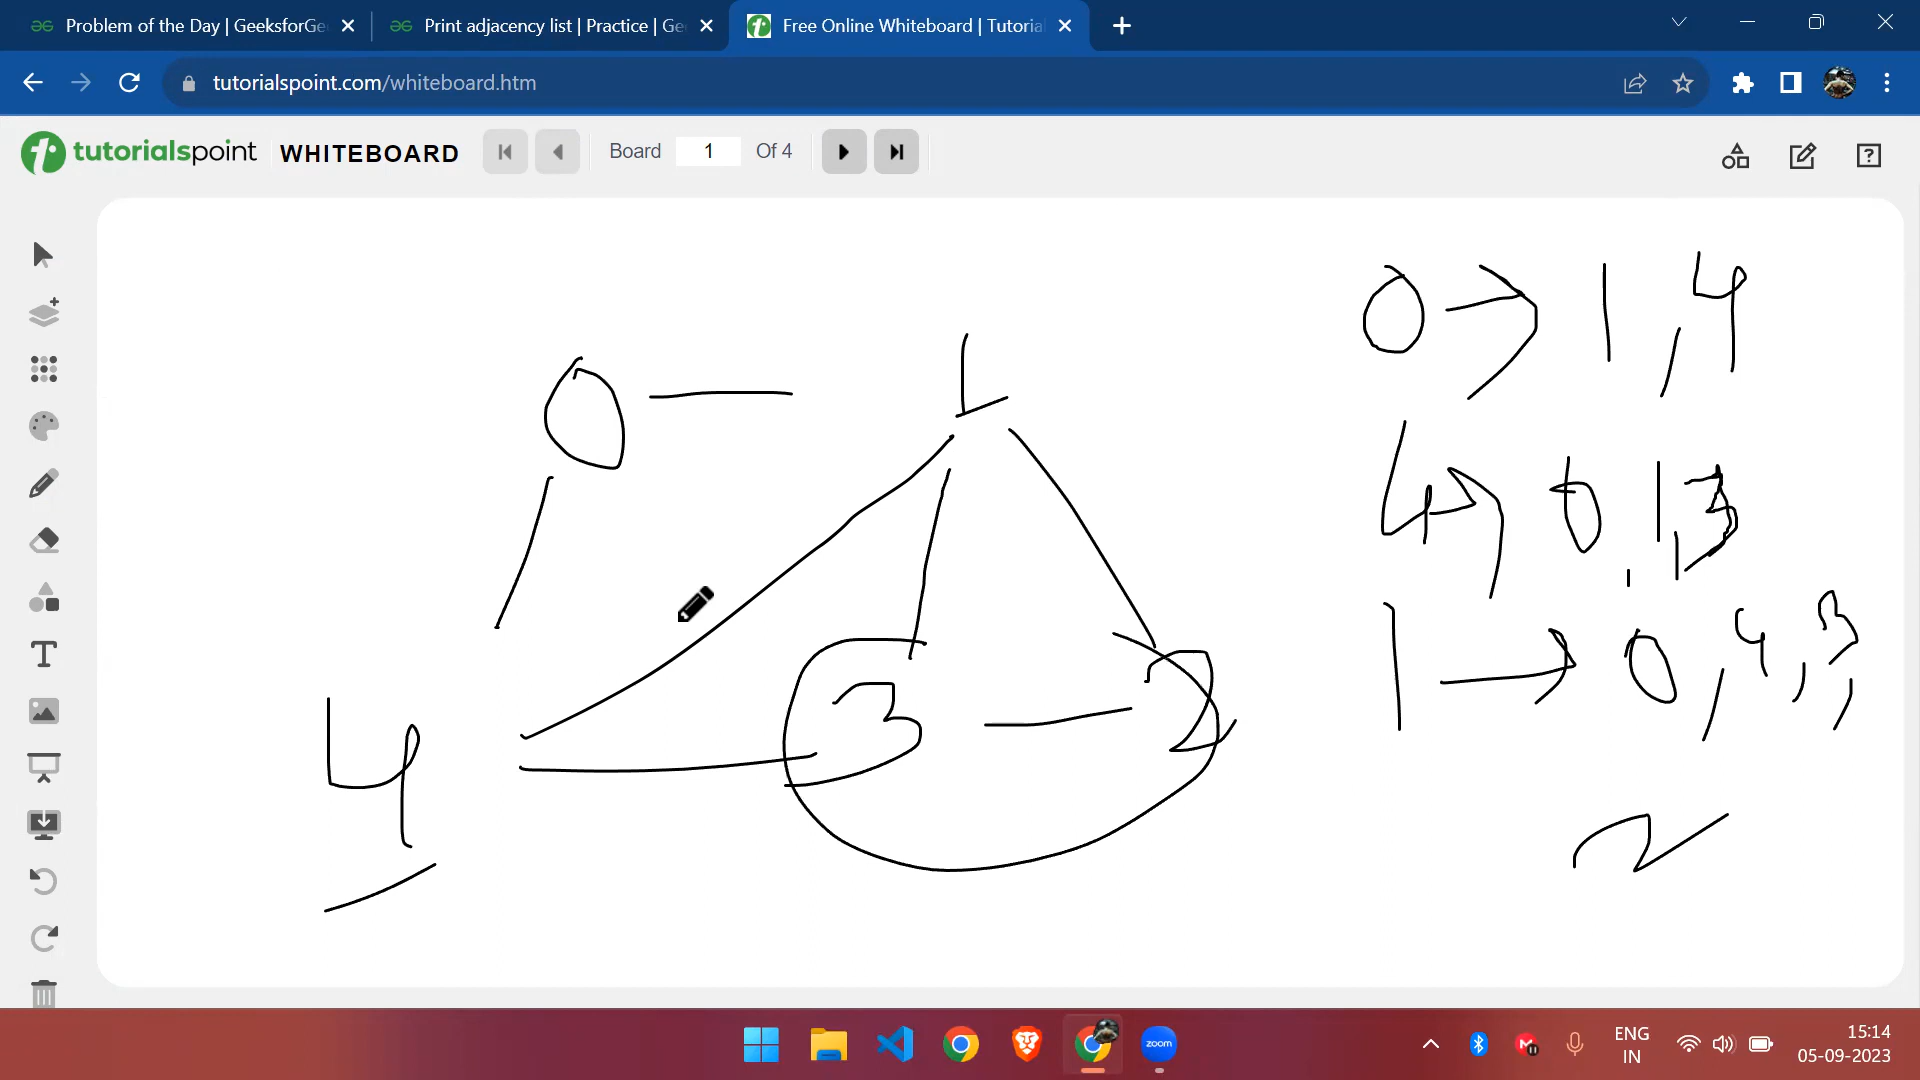 Problem of the Day | GeeksforGe
Print adjacency list | Practice | Ge
Free Online Whiteboard | Tutoria
tutorialspoint.com/whiteboard.htm
tutorialspoint WHITEBOARD Board 1 Of 4
0 → 1, 4
0 — 1
4 → 0, 1, 3
1 → 0, 4, 3,
4 3 — 2
2
zoom
ENG
IN
15:14
05-09-2023